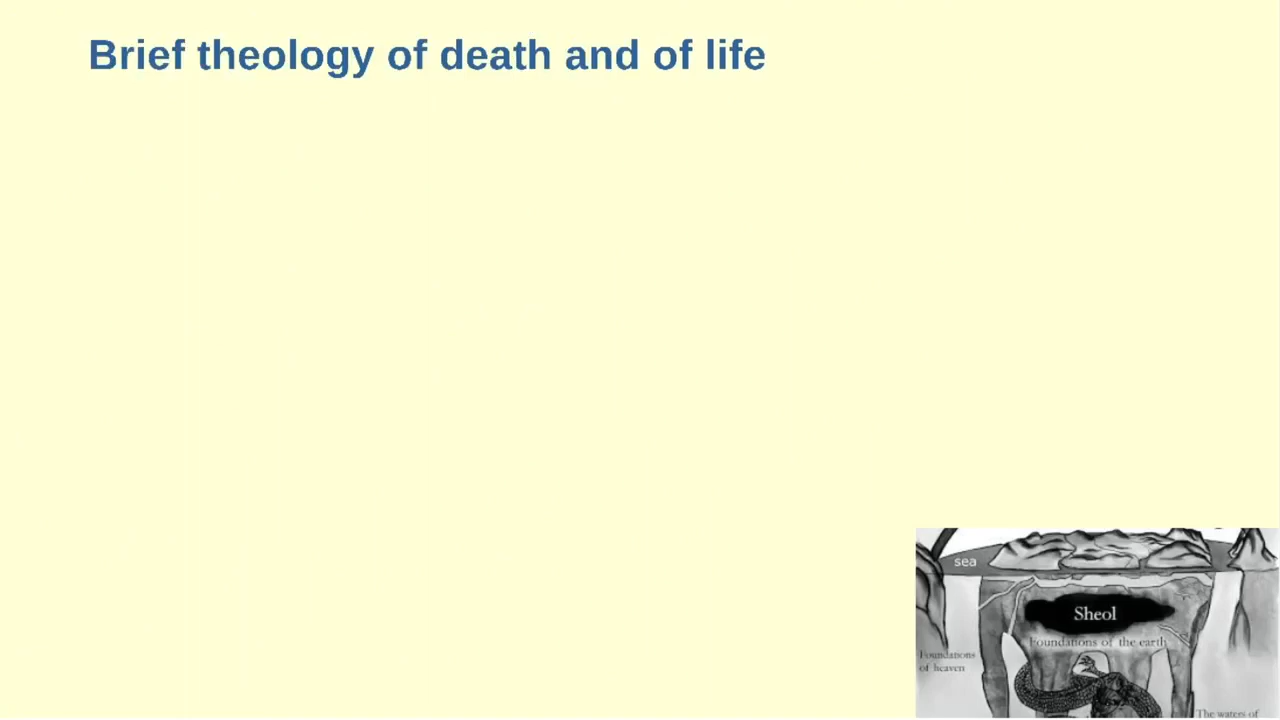 Brief theology of death and of life
sea
Sheol
Foundations of the earth
Foundations
of heaven
The waters of